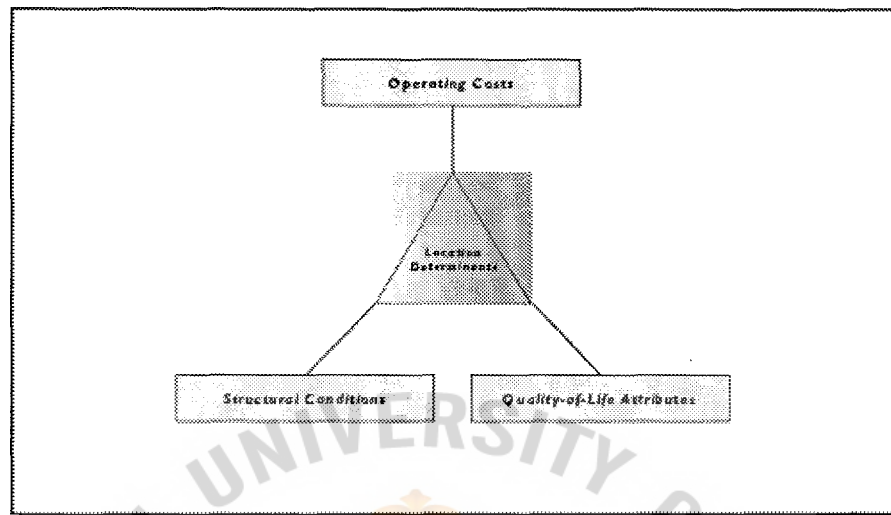 Operating Costs
Location
Determinants
Structural Conditions
Quality-of-Life Attributes
UNIVERSITY